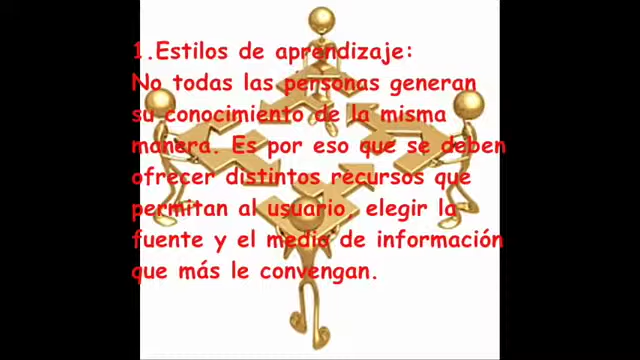 1.Estilos de aprendizaje:
No todas las personas generan
su conocimiento de la misma
manera. Es por eso que se deben
ofrecer distintos recursos que
permitan al usuario, elegir la
fuente y el medio de información
que más le convengan.